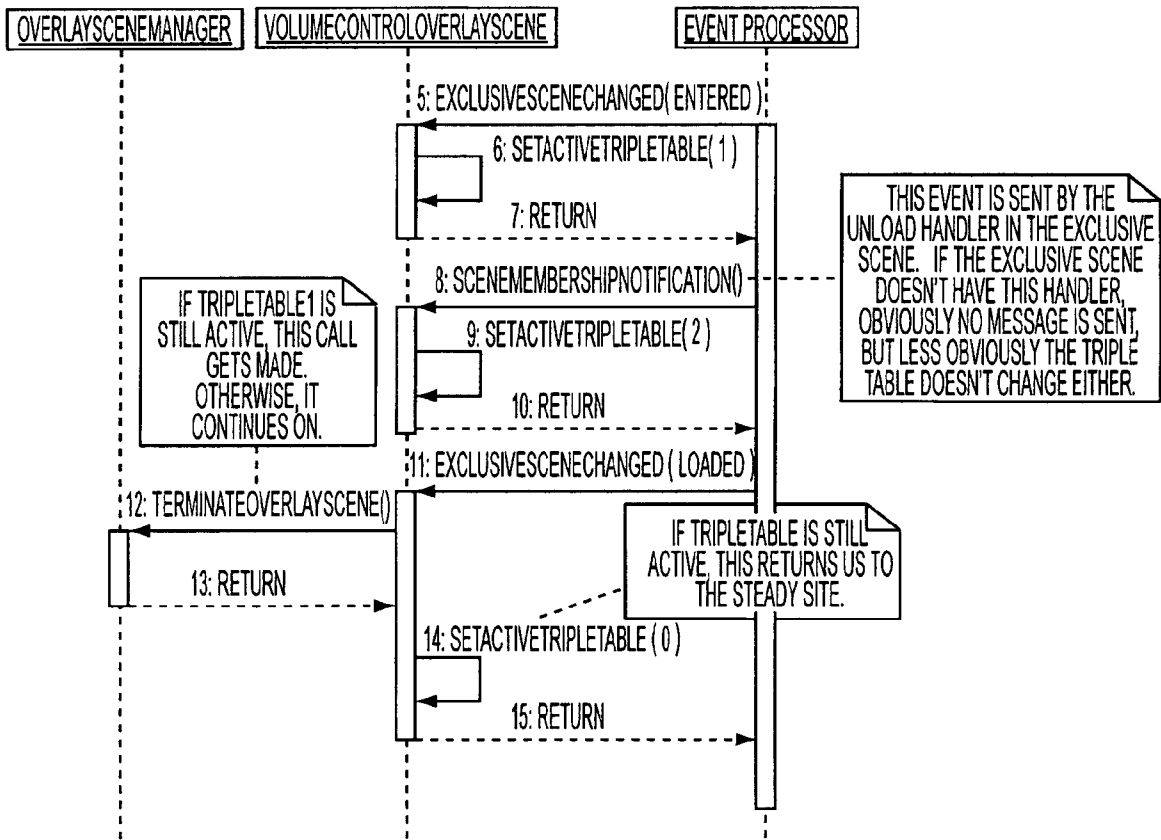 OVERLAYSCENEMANAGER
VOLUMECONTROLOVERLAYSCENE
EVENT PROCESSOR
5: EXCLUSIVESCENECHANGED( ENTERED )
6: SETACTIVETRIPLETABLE( 1 )
7: RETURN
THIS EVENT IS SENT BY THE
UNLOAD HANDLER IN THE EXCLUSIVE
SCENE. IF THE EXCLUSIVE SCENE
DOESN'T HAVE THIS HANDLER,
OBVIOUSLY NO MESSAGE IS SENT,
BUT LESS OBVIOUSLY THE TRIPLE
TABLE DOESN'T CHANGE EITHER.
8: SCENEMEMBERSHIPNOTIFICATION()
IF TRIPLETABLE1 IS
STILL ACTIVE, THIS CALL
GETS MADE.
OTHERWISE, IT
CONTINUES ON.
9: SETACTIVETRIPLETABLE( 2 )
10: RETURN
11: EXCLUSIVESCENECHANGED ( LOADED )
12: TERMINATEOVERLAYSCENE()
IF TRIPLETABLE IS STILL
ACTIVE, THIS RETURNS US TO
THE STEADY SITE.
13: RETURN
14: SETACTIVETRIPLETABLE ( 0 )
15: RETURN